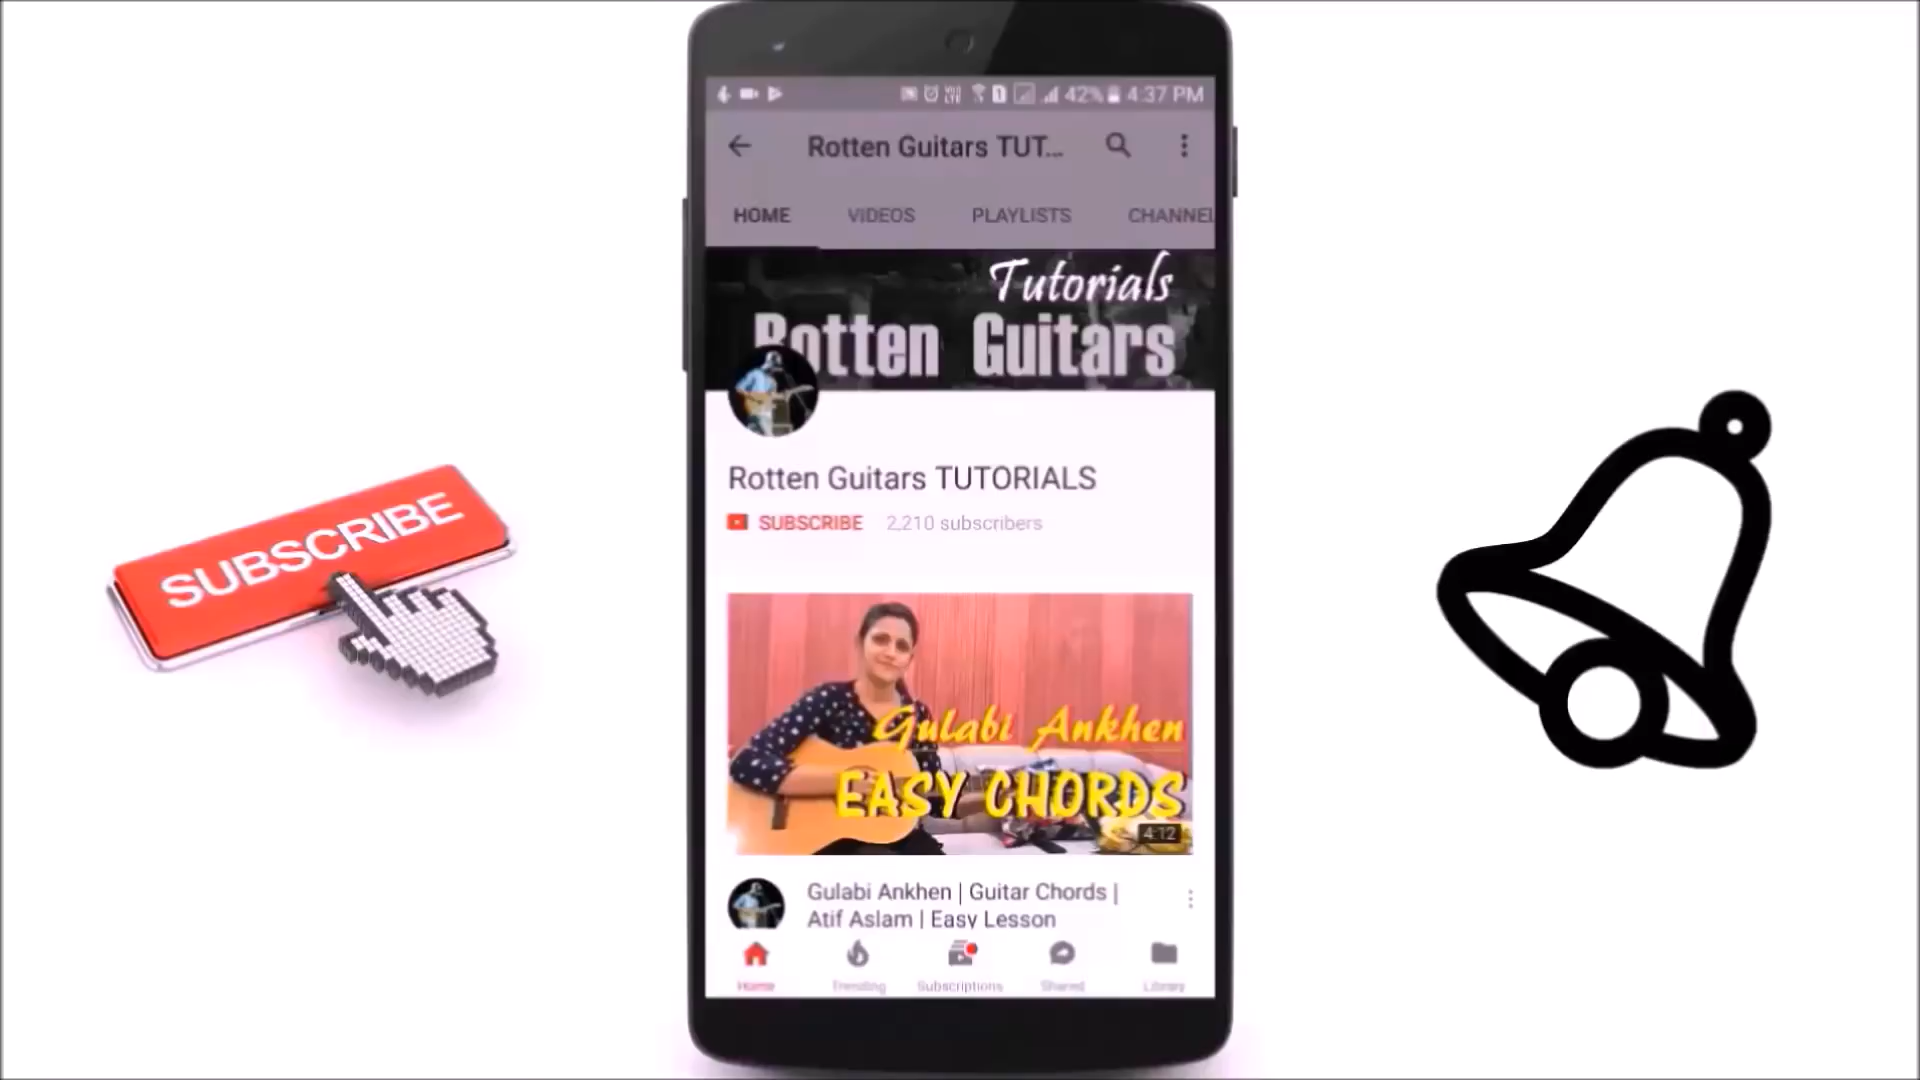 42% 4:37 PM
Rotten Guitars TUT...
HOME VIDEOS PLAYLISTS CHANNEL
Tutorials
Rotten Guitars
Rotten Guitars TUTORIALS
SUBSCRIBE 2,210 subscribers
SUBSCRIBE
Gulabi Ankhen
EASY CHORDS
4:12
Gulabi Ankhen | Guitar Chords |
Atif Aslam | Easy Lesson
Home Trending Subscriptions Shared Library